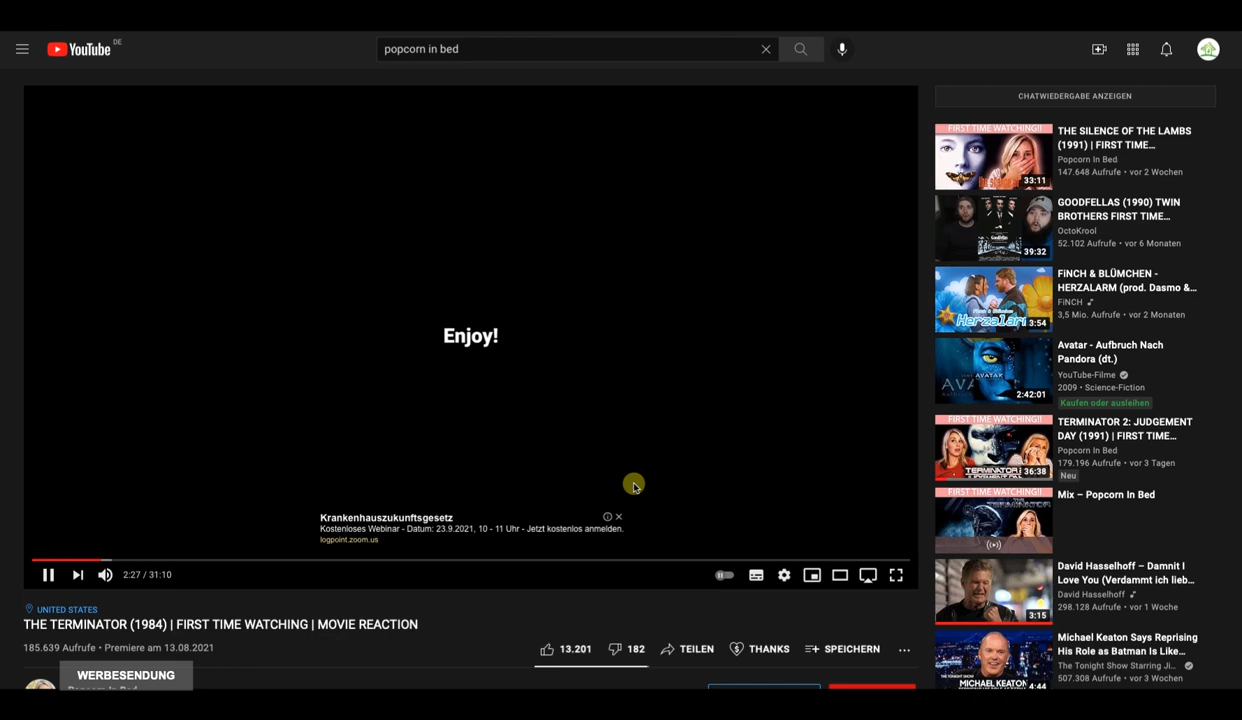 YouTube DE
popcorn in bed
Enjoy!
Krankenhauszukunftsgesetz
Kostenloses Webinar - Datum: 23.9.2021, 10 - 11 Uhr - Jetzt kostenlos anmelden.
logpoint.zoom.us
2:27 / 31:10
UNITED STATES
THE TERMINATOR (1984) | FIRST TIME WATCHING | MOVIE REACTION
185.639 Aufrufe • Premiere am 13.08.2021
13.201
182
TEILEN
THANKS
SPEICHERN
WERBESENDUNG
CHATWIEDERGABE ANZEIGEN
FIRST TIME WATCHING!!
33:11
THE SILENCE OF THE LAMBS
(1991) | FIRST TIME...
Popcorn In Bed
147.648 Aufrufe • vor 2 Wochen
39:32
GOODFELLAS (1990) TWIN
BROTHERS FIRST TIME...
OctoKrool
52.102 Aufrufe • vor 6 Monaten
Herzalarm
3:54
FiNCH & BLÜMCHEN -
HERZALARM (prod. Dasmo &...
FiNCH
3,5 Mio. Aufrufe • vor 2 Monaten
AVATAR
2:42:01
Avatar - Aufbruch Nach
Pandora (dt.)
YouTube-Filme
2009 • Science-Fiction
Kaufen oder ausleihen
FIRST TIME WATCHING!!
36:38
TERMINATOR 2: JUDGEMENT
DAY (1991) | FIRST TIME...
Popcorn In Bed
179.196 Aufrufe • vor 3 Tagen
Neu
FIRST TIME WATCHING!!
Mix – Popcorn In Bed
3:15
David Hasselhoff – Damnit I
Love You (Verdammt ich lieb...
David Hasselhoff
298.128 Aufrufe • vor 1 Woche
MICHAEL KEATON
4:44
Michael Keaton Says Reprising
His Role as Batman Is Like...
The Tonight Show Starring Ji...
507.308 Aufrufe • vor 3 Wochen